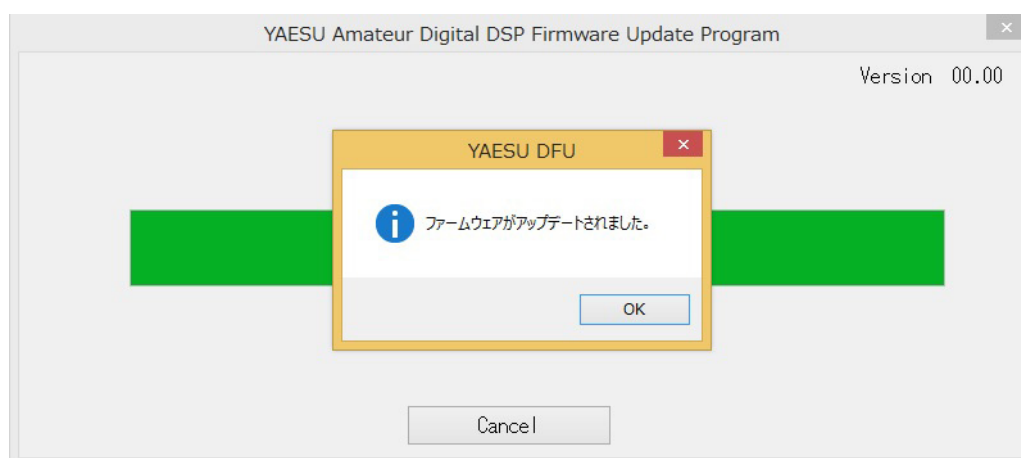 YAESU Amateur Digital DSP Firmware Update Program
Version 00.00
YAESU DFU
ファームウェアがアップデートされました。
OK
Cancel